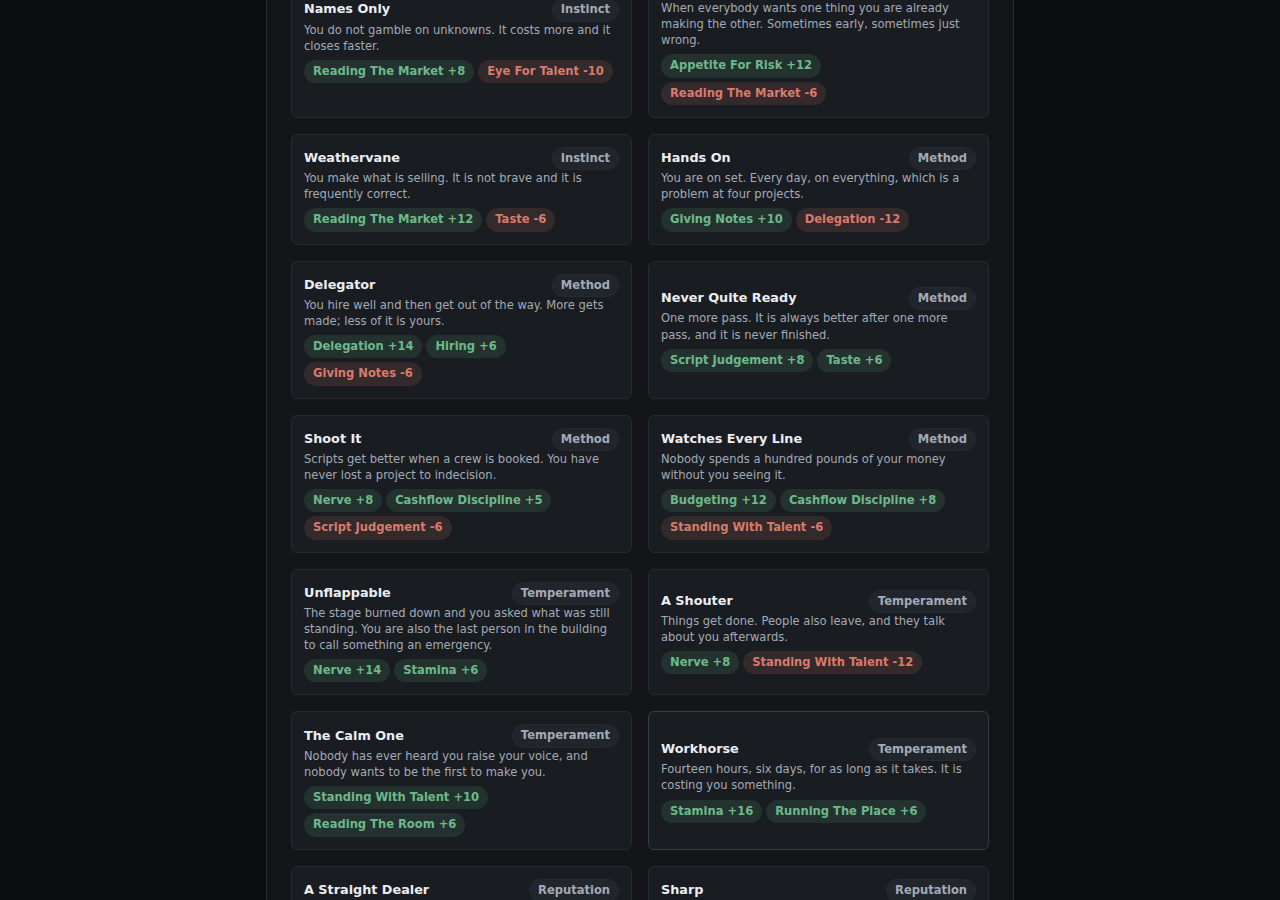 Names Only
Instinct
You do not gamble on unknowns. It costs more and it
closes faster.
Reading The Market +8
Eye For Talent -10
When everybody wants one thing you are already
making the other. Sometimes early, sometimes just
wrong.
Appetite For Risk +12
Reading The Market -6
Weathervane
Instinct
You make what is selling. It is not brave and it is
frequently correct.
Reading The Market +12
Taste -6
Hands On
Method
You are on set. Every day, on everything, which is a
problem at four projects.
Giving Notes +10
Delegation -12
Delegator
Method
You hire well and then get out of the way. More gets
made; less of it is yours.
Delegation +14
Hiring +6
Giving Notes -6
Never Quite Ready
Method
One more pass. It is always better after one more
pass, and it is never finished.
Script Judgement +8
Taste +6
Shoot It
Method
Scripts get better when a crew is booked. You have
never lost a project to indecision.
Nerve +8
Cashflow Discipline +5
Script Judgement -6
Watches Every Line
Method
Nobody spends a hundred pounds of your money
without you seeing it.
Budgeting +12
Cashflow Discipline +8
Standing With Talent -6
Unflappable
Temperament
The stage burned down and you asked what was still
standing. You are also the last person in the building
to call something an emergency.
Nerve +14
Stamina +6
A Shouter
Temperament
Things get done. People also leave, and they talk
about you afterwards.
Nerve +8
Standing With Talent -12
The Calm One
Temperament
Nobody has ever heard you raise your voice, and
nobody wants to be the first to make you.
Standing With Talent +10
Reading The Room +6
Workhorse
Temperament
Fourteen hours, six days, for as long as it takes. It is
costing you something.
Stamina +16
Running The Place +6
A Straight Dealer
Reputation
Sharp
Reputation